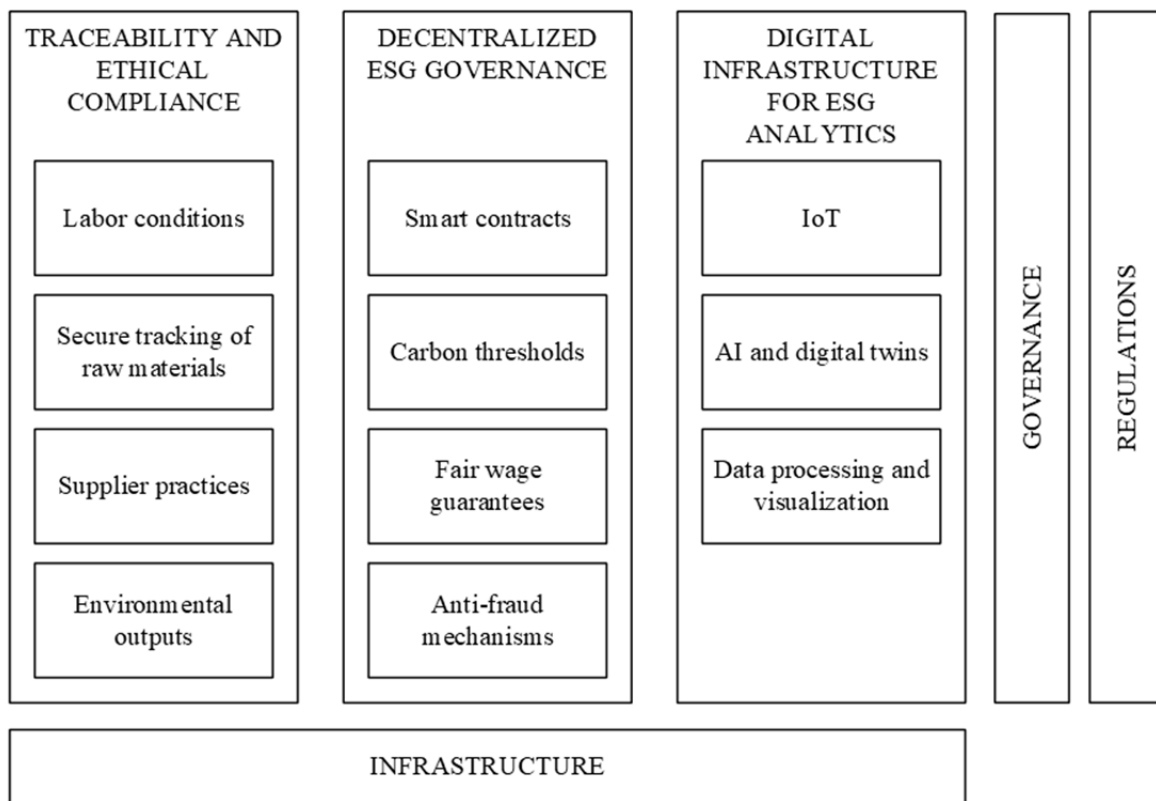 TRACEABILITY AND
ETHICAL
COMPLIANCE
Labor conditions
Secure tracking of
raw materials
Supplier practices
Environmental
outputs
DECENTRALIZED
ESG GOVERNANCE
Smart contracts
Carbon thresholds
Fair wage
guarantees
Anti-fraud
mechanisms
DIGITAL
INFRASTRUCTURE
FOR ESG
ANALYTICS
IoT
AI and digital twins
Data processing and
visualization
GOVERNANCE
REGULATIONS
INFRASTRUCTURE